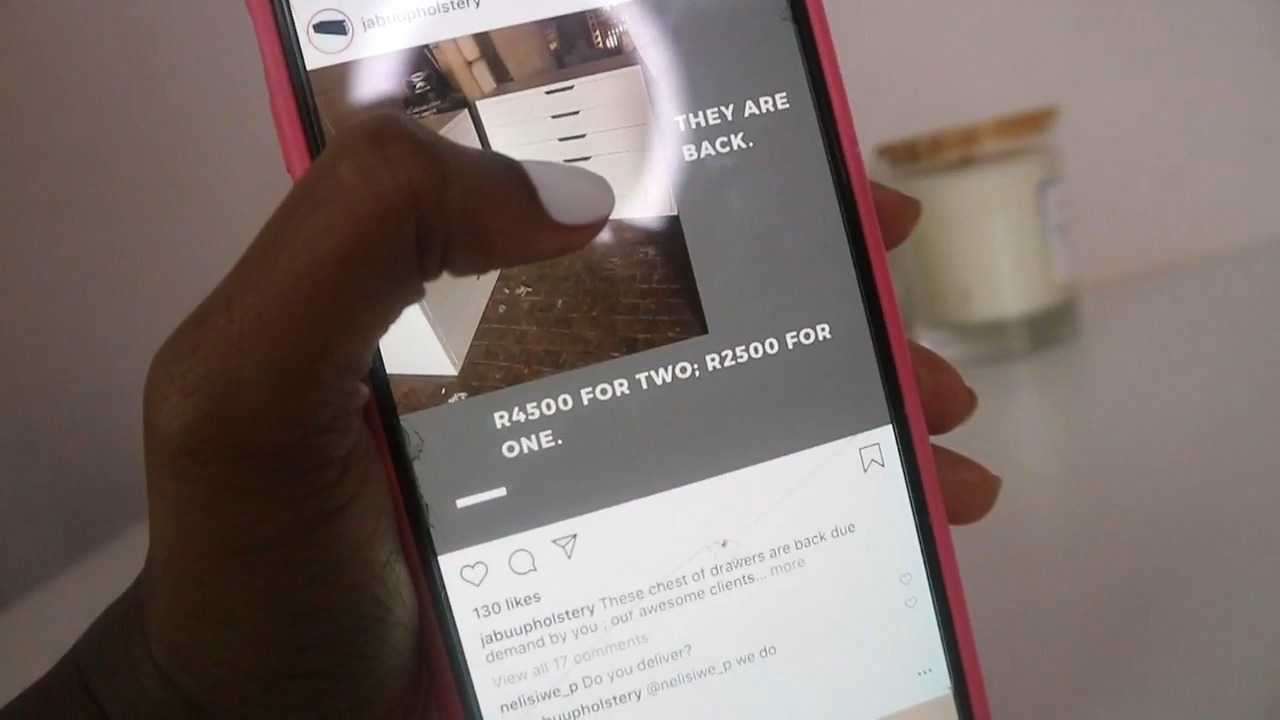 jabuupholstery
THEY ARE
BACK.
R4500 FOR TWO; R2500 FOR
ONE.
130 likes
jabuupholstery These chest of drawers are back due
demand by you ; our awesome clients... more
View all 17 comments
nelisiwe_p Do you deliver?
buupholstery @nelisiwe_p we do